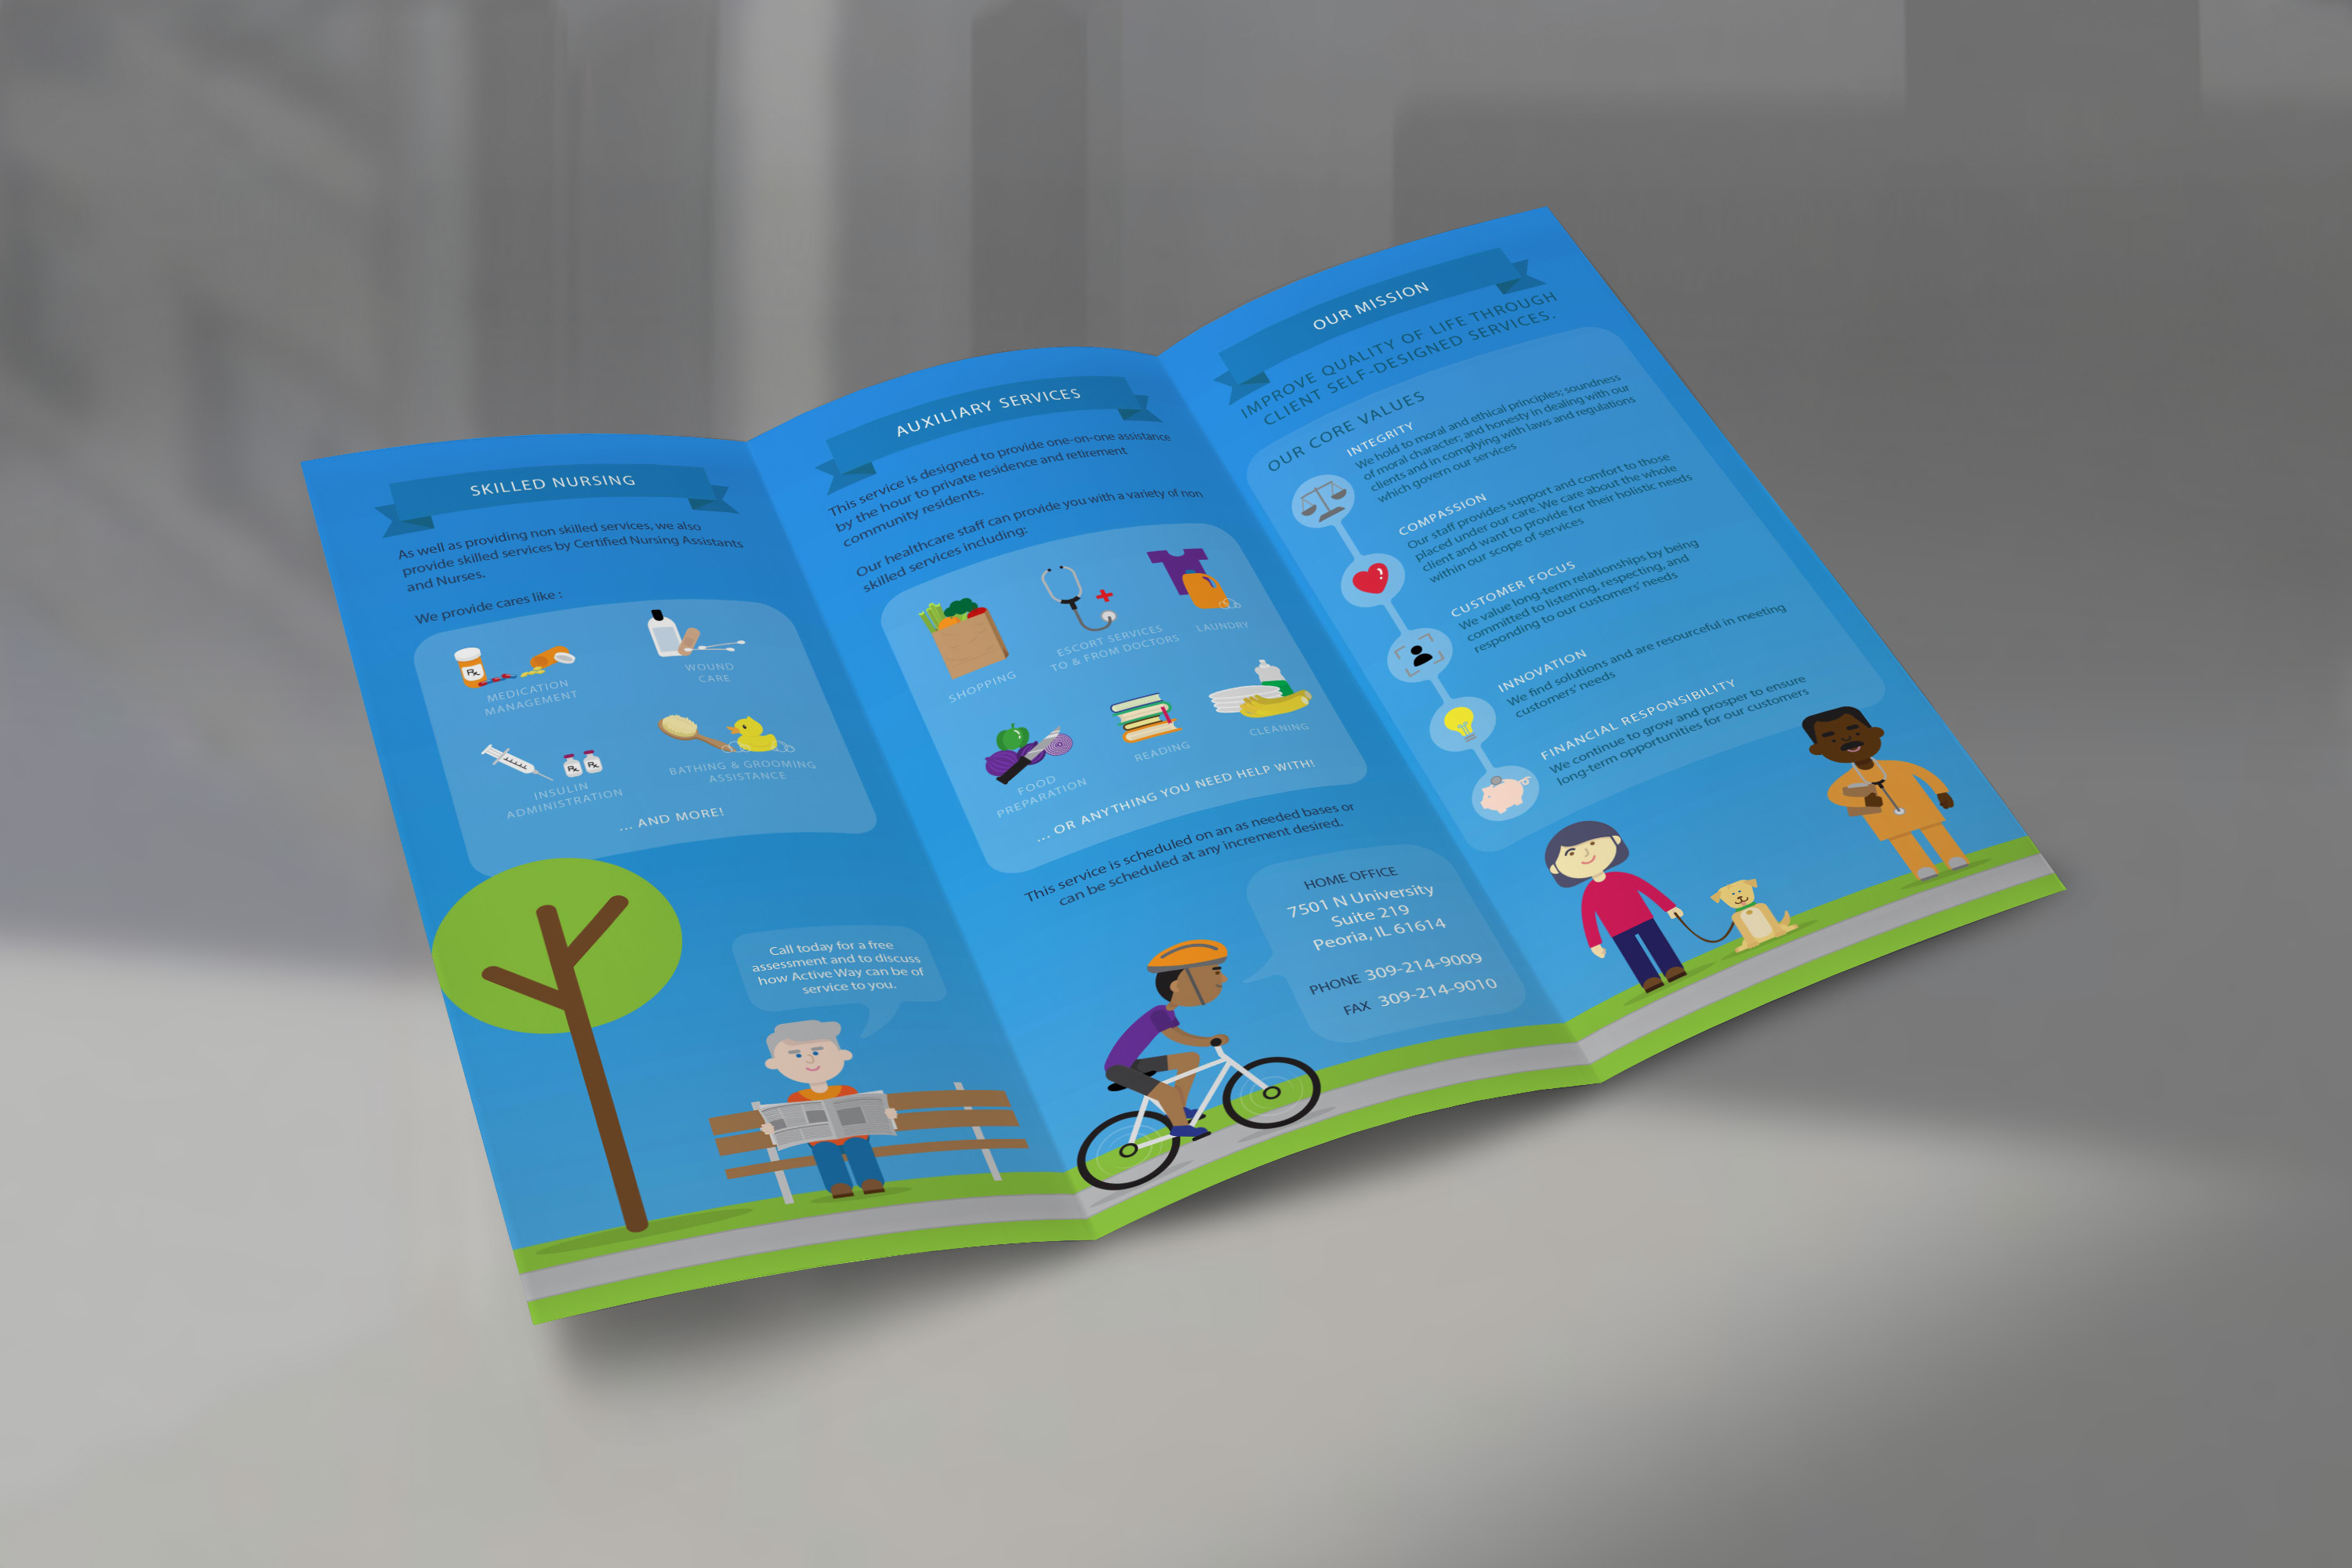 SKILLED NURSING
As well as providing non skilled services, we also
provide skilled services by Certified Nursing Assistants
and Nurses.
We provide cares like :
MEDICATION
MANAGEMENT
WOUND
CARE
INSULIN
ADMINISTRATION
BATHING & GROOMING
ASSISTANCE
... AND MORE!
Call today for a free
assessment and to discuss
how Active Way can be of
service to you.
AUXILIARY SERVICES
This service is designed to provide one-on-one assistance
by the hour to private residence and retirement
community residents.
Our healthcare staff can provide you with a variety of non
skilled services including:
SHOPPING
ESCORT SERVICES
TO & FROM DOCTORS
LAUNDRY
FOOD
PREPARATION
READING
CLEANING
... OR ANYTHING YOU NEED HELP WITH!
This service is scheduled on an as needed bases or
can be scheduled at any increment desired.
HOME OFFICE
7501 N University
Suite 219
Peoria, IL 61614
PHONE 309-214-9009
FAX 309-214-9010
OUR MISSION
IMPROVE QUALITY OF LIFE THROUGH
CLIENT SELF-DESIGNED SERVICES.
OUR CORE VALUES
INTEGRITY
We hold to moral and ethical principles; soundness
of moral character; and honesty in dealing with our
clients and in complying with laws and regulations
which govern our services
COMPASSION
Our staff provides support and comfort to those
placed under our care. We care about the whole
client and want to provide for their holistic needs
within our scope of services
CUSTOMER FOCUS
We value long-term relationships by being
committed to listening, respecting, and
responding to our customers' needs
INNOVATION
We find solutions and are resourceful in meeting
customers' needs
FINANCIAL RESPONSIBILITY
We continue to grow and prosper to ensure
long-term opportunities for our customers